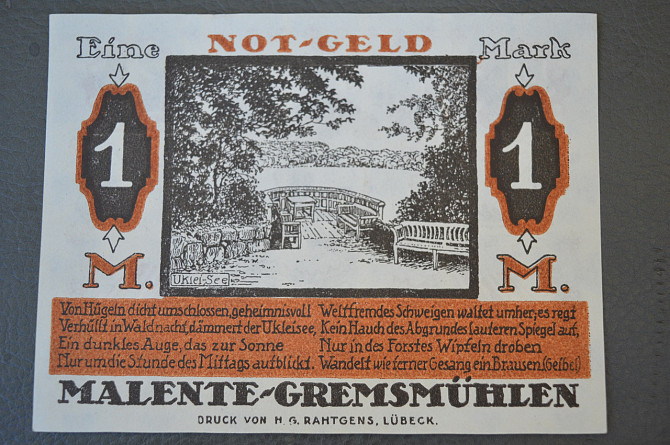 Eine NOT-GELD Mark
1 1
M. M.
Uklei-See
Von Hügeln dicht umschlossen, geheimnisvoll
Verhüllt in Waldnacht, dämmert der Ukleisee,
Ein dunkles Auge, das zur Sonne
Nur um die Stunde des Mittags aufblickt.
Weltfremdes Schweigen waltet umher; es regt
Kein Hauch des Abgrundes lauteren Spiegel auf,
Nur in des Forstes Wipfeln droben
Wandelt wie ferner Gesang ein Brausen. (Geibel)
MALENTE-GREMSMÜHLEN
DRUCK VON H. G. RAHTGENS, LÜBECK.